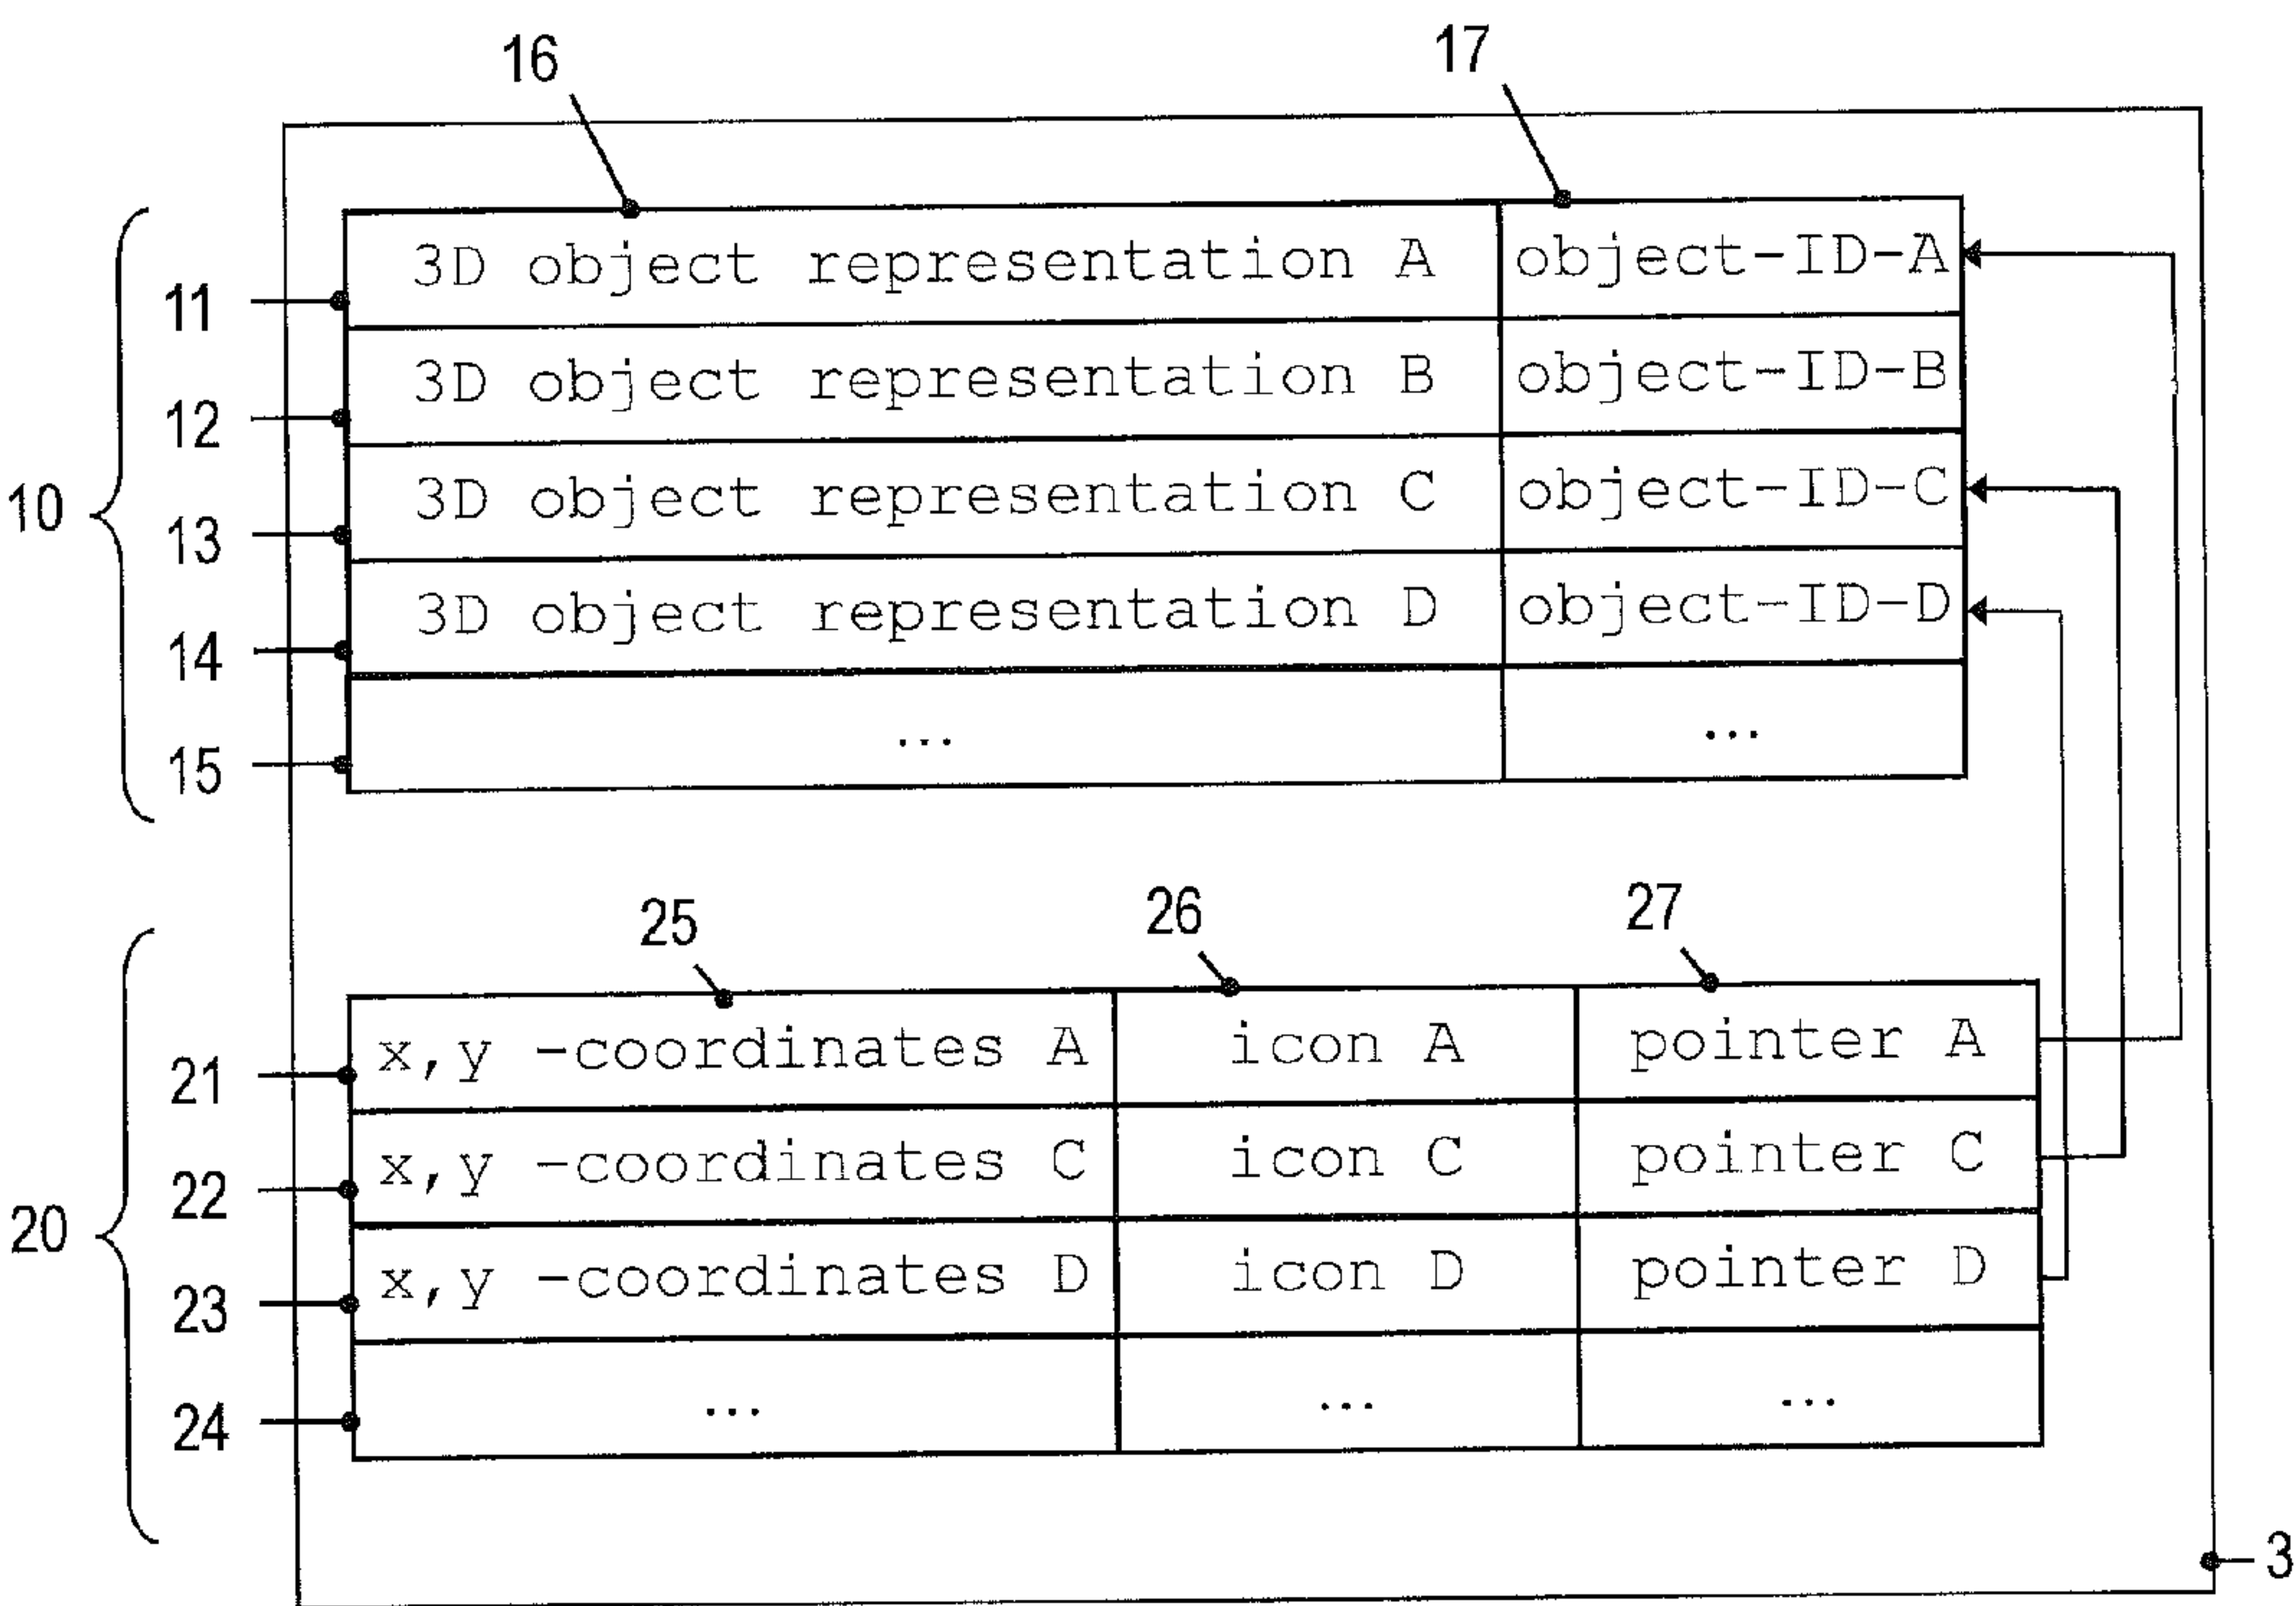 16 17
3D object representation A object-ID-A
11
3D object representation B object-ID-B
12
3D object representation C object-ID-C
10
13
3D object representation D object-ID-D
14
... ...
15
25 26 27
x,y -coordinates A icon A pointer A
21
x,y -coordinates C icon C pointer C
22
20
x,y -coordinates D icon D pointer D
23
... ... ...
24
3